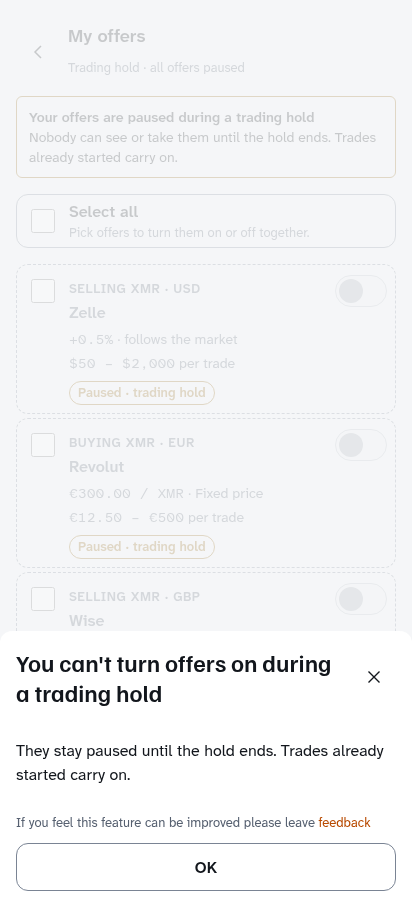 My offers
Trading hold · all offers paused
Your offers are paused during a trading hold
Nobody can see or take them until the hold ends. Trades
already started carry on.
Select all
Pick offers to turn them on or off together.
SELLING XMR · USD
Zelle
+0.5% · follows the market
$50 – $2,000 per trade
Paused · trading hold
BUYING XMR · EUR
Revolut
€300.00 / XMR · Fixed price
€12.50 – €500 per trade
Paused · trading hold
SELLING XMR · GBP
Wise
You can't turn offers on during
a trading hold
They stay paused until the hold ends. Trades already
started carry on.
If you feel this feature can be improved please leave feedback
OK